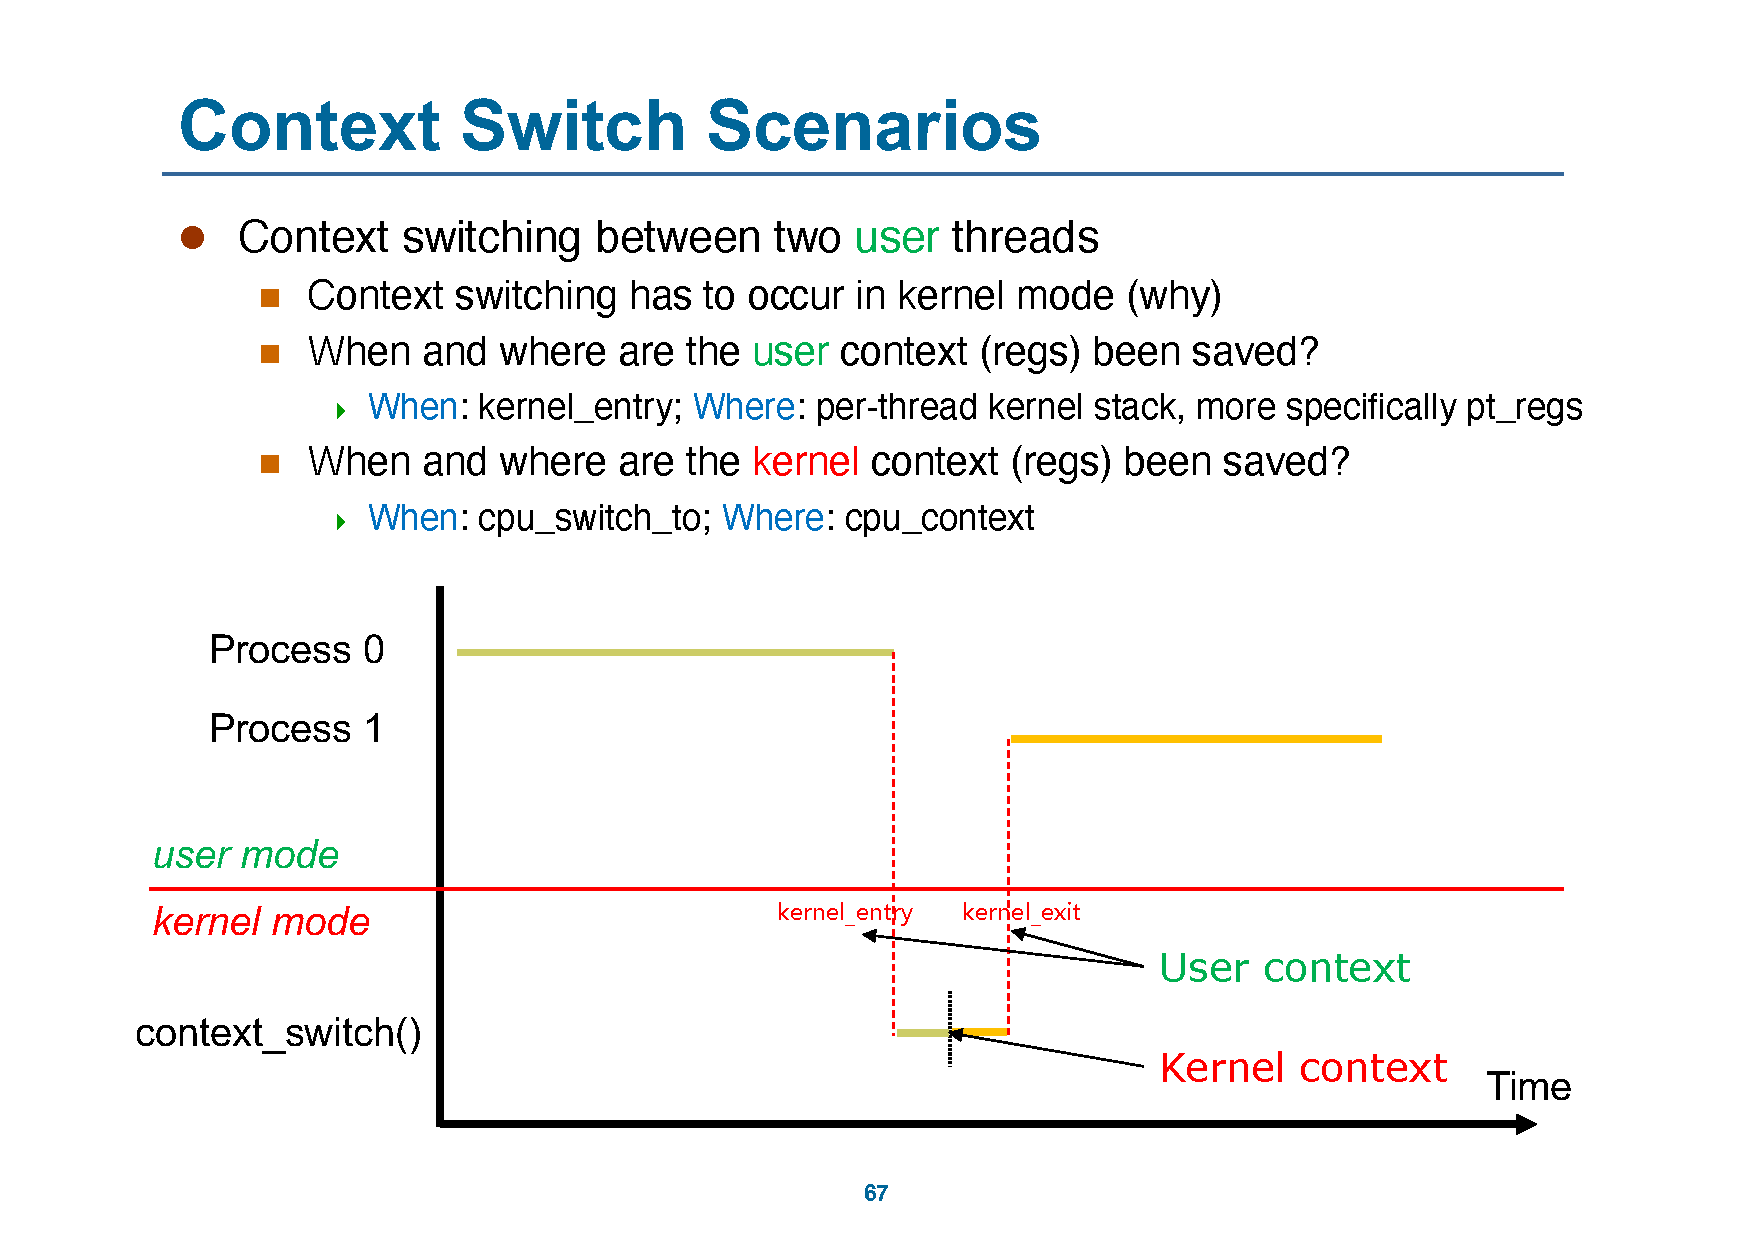 Context Switch Scenarios
Context switching between two user threads
Context switching has to occur in kernel mode (why)
When and where are the user context (regs) been saved?
When: kernel_entry; Where: per-thread kernel stack, more specifically pt_regs
When and where are the kernel context (regs) been saved?
When: cpu_switch_to; Where: cpu_context
Process 0
Process 1
user mode
kernel mode
kernel_entry
kernel_exit
User context
context_switch()
Kernel context
Time
67